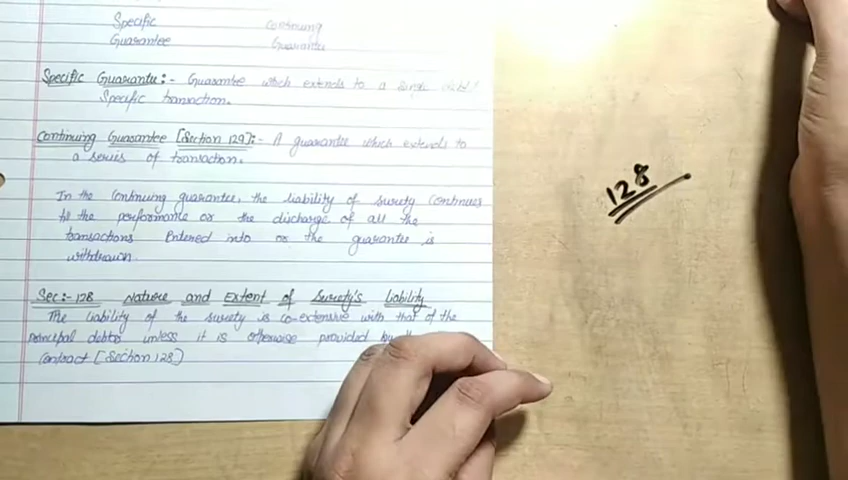 Specific Continuing
Guarantee Guarantee
Specific Guarantee:- Guarantee which extends to a single debt/
Specific transaction.
Continuing Guarantee [Section 129]:- A guarantee which extends to
a series of transaction.
In the Continuing guarantee, the liability of surety continues
till the performance or the discharge of all the
transactions Entered into or the guarantee is
withdrawn.
Sec:- 128 Nature and Extent of Surety's liability
The liability of the surety is co-extensive with that of the
principal debtor unless it is otherwise provided by
contract [Section 128]
128